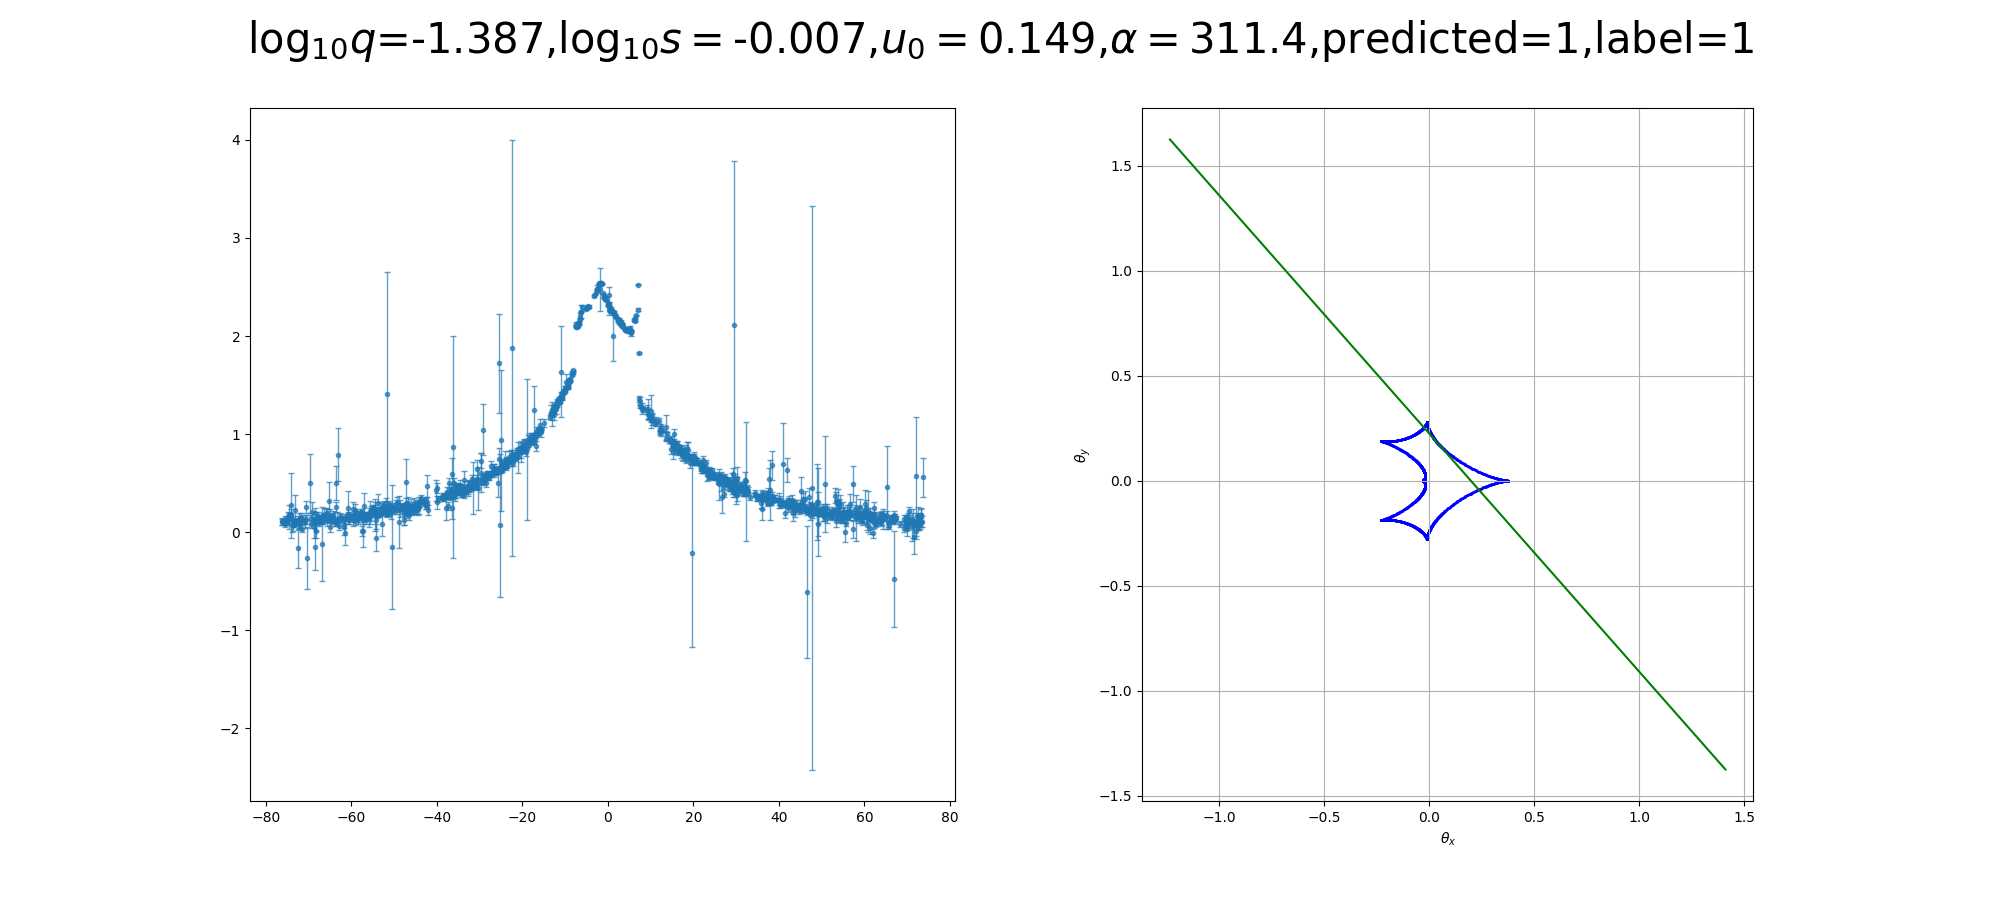 log₁₀q=-1.387,log₁₀s = -0.007,u₀ = 0.149,α = 311.4,predicted=1,label=1
4
3
2
1
0
−1
−2
−80 −60 −40 −20 0 20 40 60 80
1.5
1.0
0.5
0.0
−0.5
−1.0
−1.5
θy
−1.0 −0.5 0.0 0.5 1.0 1.5
θx